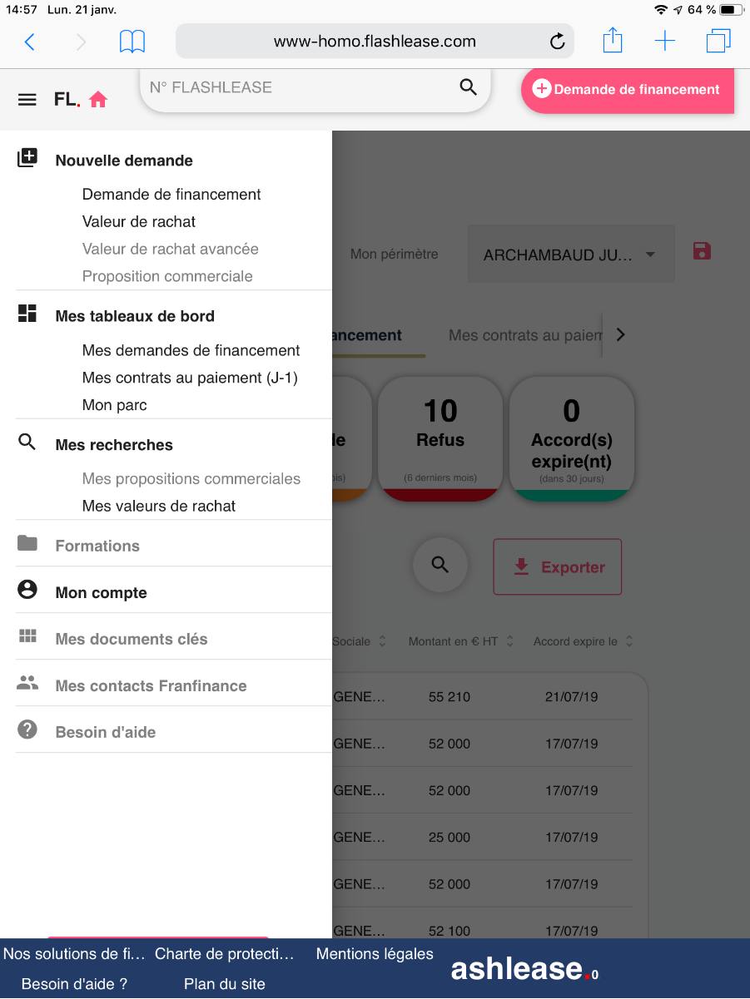 14:57 Lun. 21 janv. 64 %
www-homo.flashlease.com
FL. N° FLASHLEASE Demande de financement
Nouvelle demande
Demande de financement
Valeur de rachat
Valeur de rachat avancée
Proposition commerciale
Mes tableaux de bord
Mes demandes de financement
Mes contrats au paiement (J-1)
Mon parc
Mes recherches
Mes propositions commerciales
Mes valeurs de rachat
Formations
Mon compte
Mes documents clés
Mes contacts Franfinance
Besoin d'aide
Mon périmètre ARCHAMBAUD JU...
ancement Mes contrats au paiem
le
ois)
10
Refus
(6 derniers mois)
0
Accord(s)
expire(nt)
(dans 30 jours)
Exporter
Sociale Montant en € HT Accord expire le
GENE... 55 210 21/07/19
GENE... 52 000 17/07/19
GENE... 52 000 17/07/19
GENE... 25 000 17/07/19
GENE... 52 000 17/07/19
GENE... 52 100 17/07/19
Nos solutions de fi... Charte de protecti... Mentions légales
Besoin d'aide ? Plan du site
ashlease.0